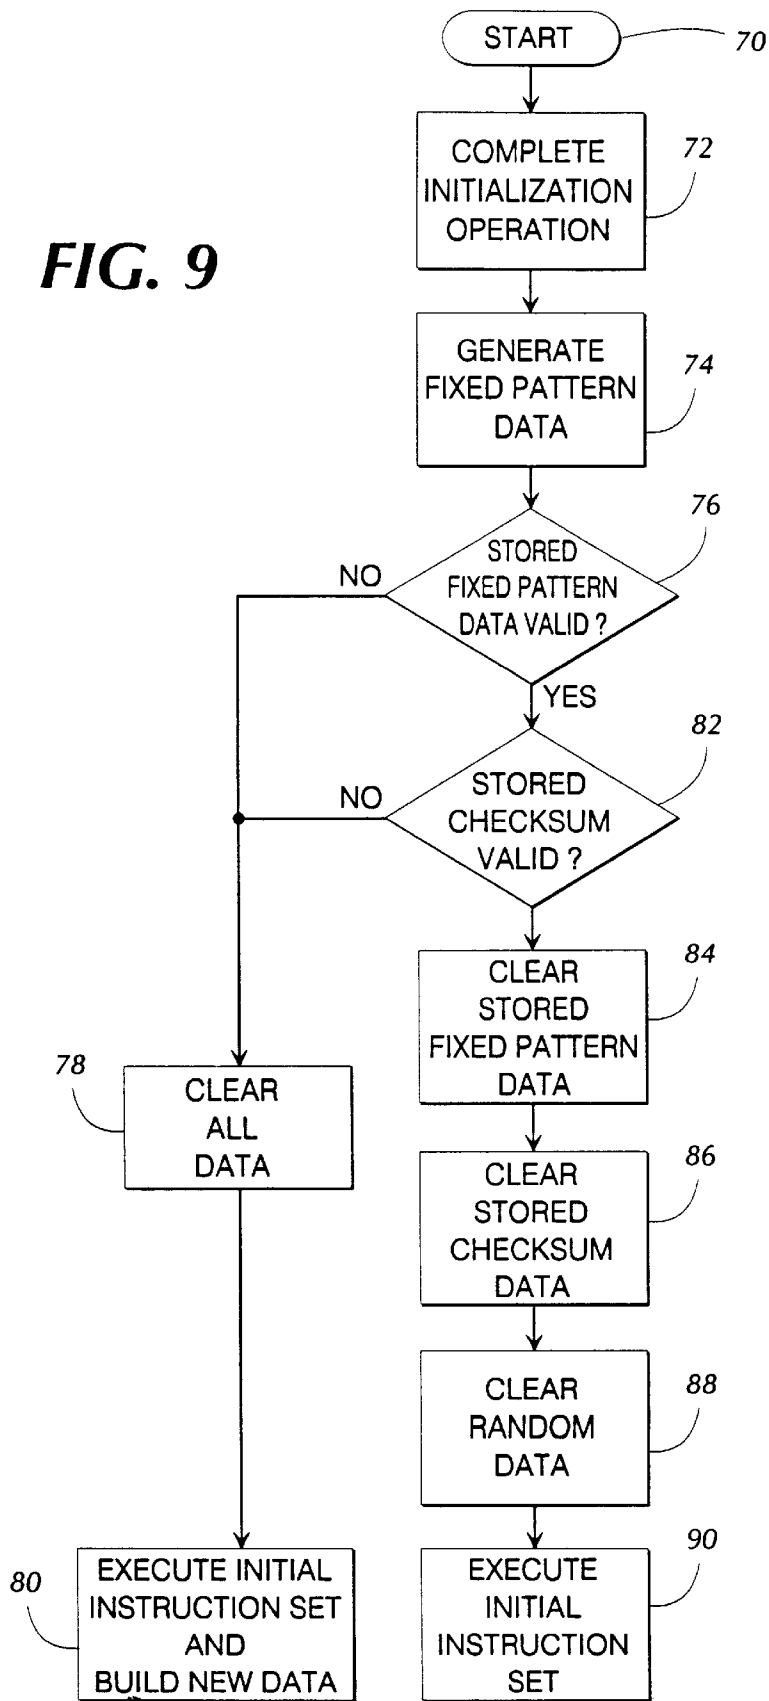 START
70
COMPLETE
INITIALIZATION
OPERATION
72
FIG. 9
GENERATE
FIXED PATTERN
DATA
74
STORED
FIXED PATTERN
DATA VALID ?
76
NO
YES
STORED
CHECKSUM
VALID ?
82
NO
CLEAR
STORED
FIXED PATTERN
DATA
84
CLEAR
ALL
DATA
78
CLEAR
STORED
CHECKSUM
DATA
86
CLEAR
RANDOM
DATA
88
EXECUTE INITIAL
INSTRUCTION SET
AND
BUILD NEW DATA
80
EXECUTE
INITIAL
INSTRUCTION
SET
90